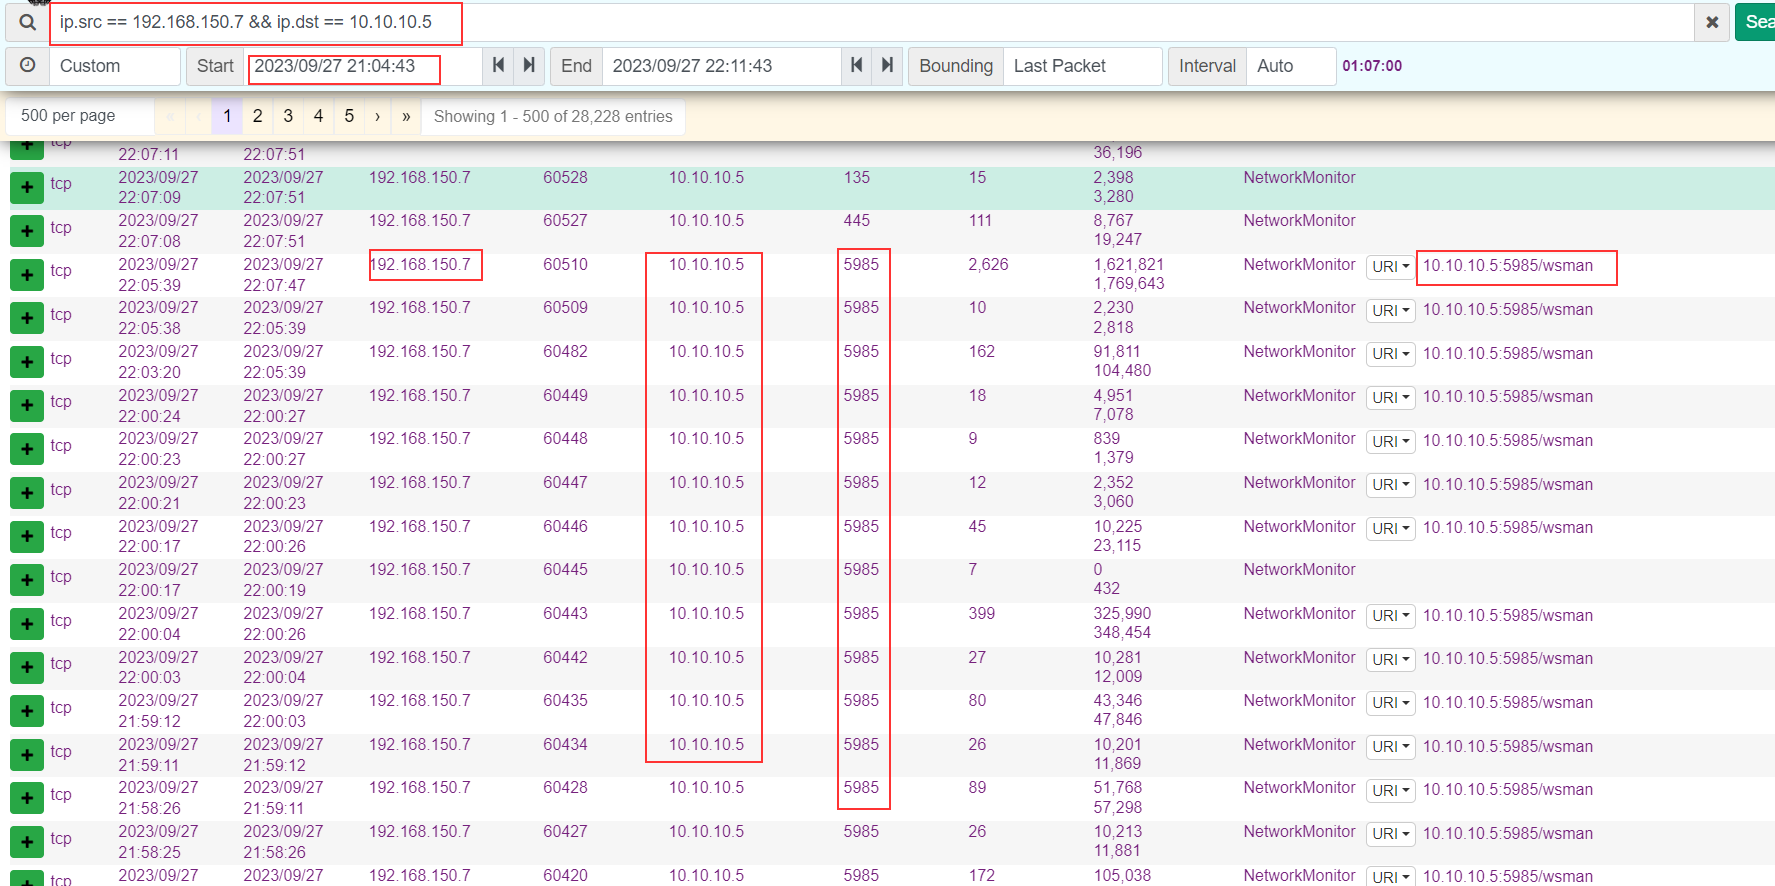 ip.src == 192.168.150.7 && ip.dst == 10.10.10.5 Sea
Custom Start 2023/09/27 21:04:43 End 2023/09/27 22:11:43 Bounding Last Packet Interval Auto 01:07:00
500 per page « ‹ 1 2 3 4 5 › » Showing 1 - 500 of 28,228 entries
tcp 22:07:11 22:07:51 36,196
tcp 2023/09/27 2023/09/27 192.168.150.7 60528 10.10.10.5 135 15 2,398 NetworkMonitor
22:07:09 22:07:51 3,280
tcp 2023/09/27 2023/09/27 192.168.150.7 60527 10.10.10.5 445 111 8,767 NetworkMonitor
22:07:08 22:07:51 19,247
tcp 2023/09/27 2023/09/27 192.168.150.7 60510 10.10.10.5 5985 2,626 1,621,821 NetworkMonitor URI 10.10.10.5:5985/wsman
22:05:39 22:07:47 1,769,643
tcp 2023/09/27 2023/09/27 192.168.150.7 60509 10.10.10.5 5985 10 2,230 NetworkMonitor URI 10.10.10.5:5985/wsman
22:05:38 22:05:39 2,818
tcp 2023/09/27 2023/09/27 192.168.150.7 60482 10.10.10.5 5985 162 91,811 NetworkMonitor URI 10.10.10.5:5985/wsman
22:03:20 22:05:39 104,480
tcp 2023/09/27 2023/09/27 192.168.150.7 60449 10.10.10.5 5985 18 4,951 NetworkMonitor URI 10.10.10.5:5985/wsman
22:00:24 22:00:27 7,078
tcp 2023/09/27 2023/09/27 192.168.150.7 60448 10.10.10.5 5985 9 839 NetworkMonitor URI 10.10.10.5:5985/wsman
22:00:23 22:00:27 1,379
tcp 2023/09/27 2023/09/27 192.168.150.7 60447 10.10.10.5 5985 12 2,352 NetworkMonitor URI 10.10.10.5:5985/wsman
22:00:21 22:00:23 3,060
tcp 2023/09/27 2023/09/27 192.168.150.7 60446 10.10.10.5 5985 45 10,225 NetworkMonitor URI 10.10.10.5:5985/wsman
22:00:17 22:00:26 23,115
tcp 2023/09/27 2023/09/27 192.168.150.7 60445 10.10.10.5 5985 7 0 NetworkMonitor
22:00:17 22:00:19 432
tcp 2023/09/27 2023/09/27 192.168.150.7 60443 10.10.10.5 5985 399 325,990 NetworkMonitor URI 10.10.10.5:5985/wsman
22:00:04 22:00:26 348,454
tcp 2023/09/27 2023/09/27 192.168.150.7 60442 10.10.10.5 5985 27 10,281 NetworkMonitor URI 10.10.10.5:5985/wsman
22:00:03 22:00:04 12,009
tcp 2023/09/27 2023/09/27 192.168.150.7 60435 10.10.10.5 5985 80 43,346 NetworkMonitor URI 10.10.10.5:5985/wsman
21:59:12 22:00:03 47,846
tcp 2023/09/27 2023/09/27 192.168.150.7 60434 10.10.10.5 5985 26 10,201 NetworkMonitor URI 10.10.10.5:5985/wsman
21:59:11 21:59:12 11,869
tcp 2023/09/27 2023/09/27 192.168.150.7 60428 10.10.10.5 5985 89 51,768 NetworkMonitor URI 10.10.10.5:5985/wsman
21:58:26 21:59:11 57,298
tcp 2023/09/27 2023/09/27 192.168.150.7 60427 10.10.10.5 5985 26 10,213 NetworkMonitor URI 10.10.10.5:5985/wsman
21:58:25 21:58:26 11,881
tcp 2023/09/27 2023/09/27 192.168.150.7 60420 10.10.10.5 5985 172 105,038 NetworkMonitor URI 10.10.10.5:5985/wsman